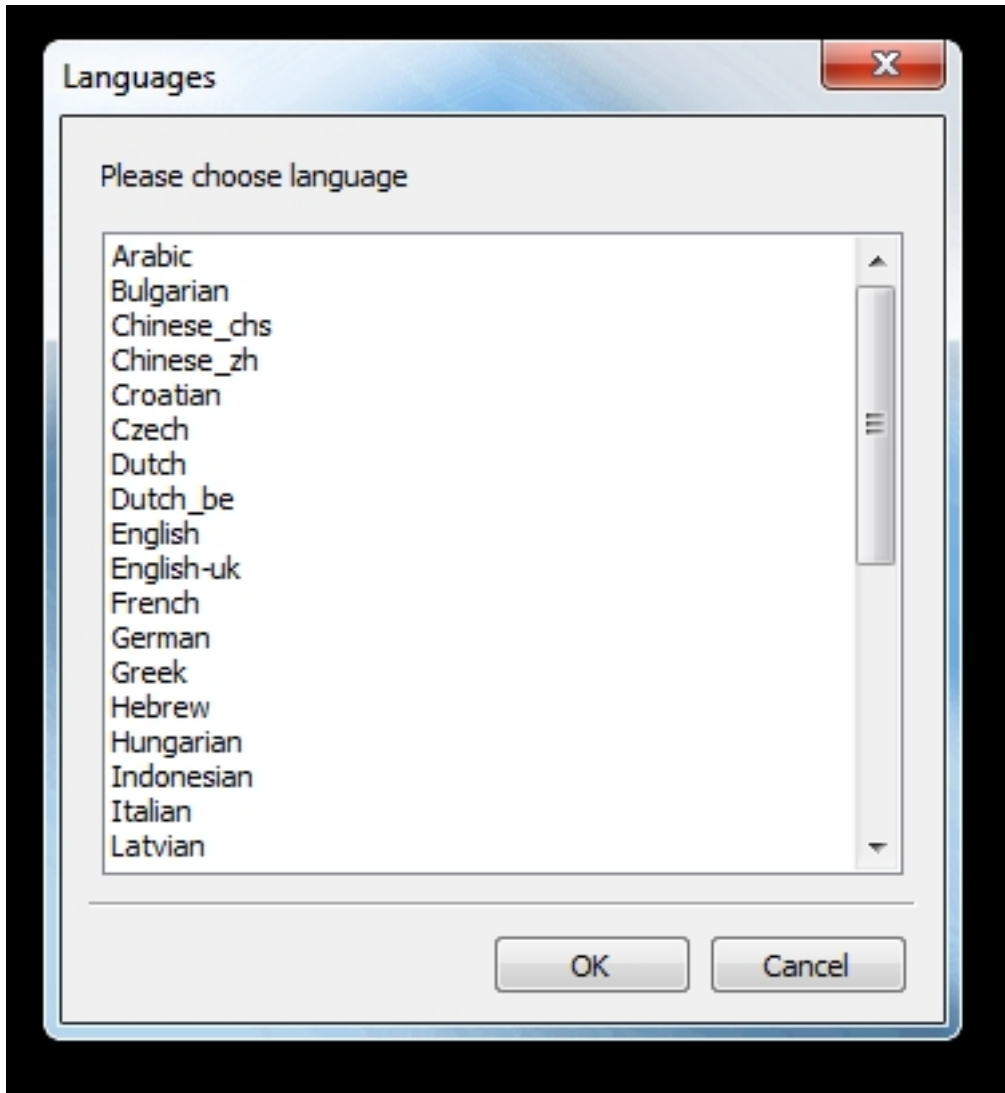 Languages
Please choose language
Arabic
Bulgarian
Chinese_chs
Chinese_zh
Croatian
Czech
Dutch
Dutch_be
English
English-uk
French
German
Greek
Hebrew
Hungarian
Indonesian
Italian
Latvian
OK Cancel